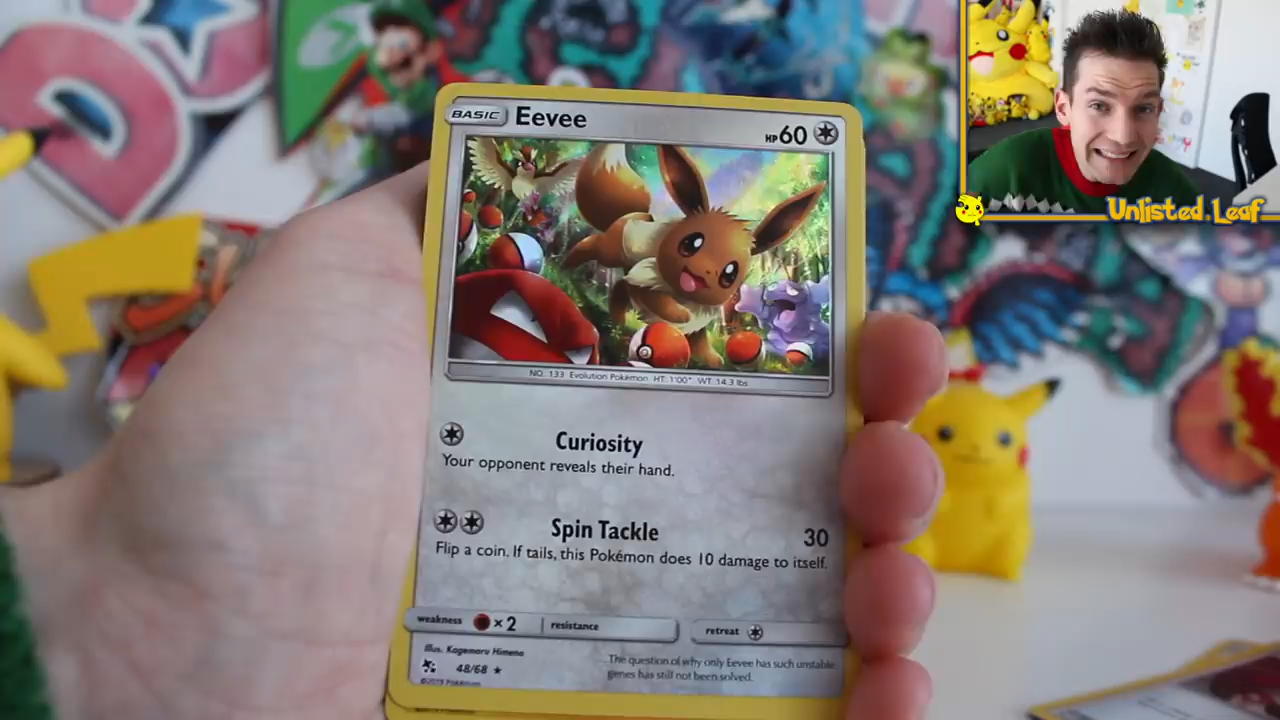 BASIC Eevee HP60
NO. 133 Evolution Pokémon HT: 1'00" WT: 14.3 lbs
Curiosity
Your opponent reveals their hand.
Spin Tackle 30
Flip a coin. If tails, this Pokémon does 10 damage to itself.
weakness ×2 resistance retreat
Illus. Kagemaru Himeno
48/68
©2019 Pokémon
The question of why only Eevee has such unstable
genes has still not been solved.
Unlisted Leaf